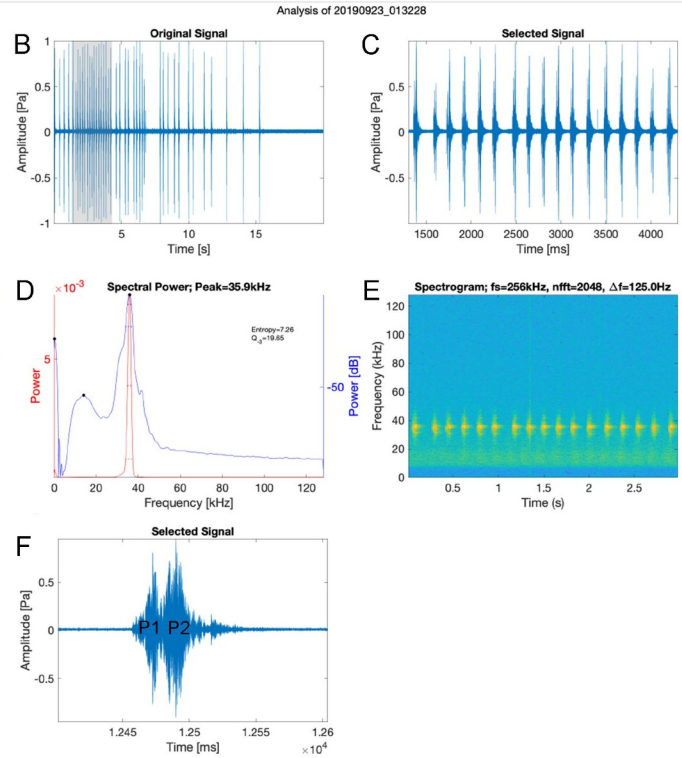 Analysis of 20190923_013228
B
Original Signal
1
0.5
0
-0.5
-1
Amplitude [Pa]
5
10
15
Time [s]
C
Selected Signal
0.5
0
-0.5
Amplitude [Pa]
1500
2000
2500
3000
3500
4000
Time [ms]
D
×10⁻³
Spectral Power; Peak=35.9kHz
Entropy=7.26
Q₋₃=19.65
5
Power
-50
Power [dB]
0
20
40
60
80
100
120
Frequency [kHz]
E
Spectrogram; fs=256kHz, nfft=2048, Δf=125.0Hz
120
100
80
60
40
20
0
Frequency (kHz)
0.5
1
1.5
2
2.5
Time (s)
F
Selected Signal
0.5
0
-0.5
Amplitude [Pa]
P1 P2
1.245
1.25
1.255
1.26
Time [ms]
×10⁴